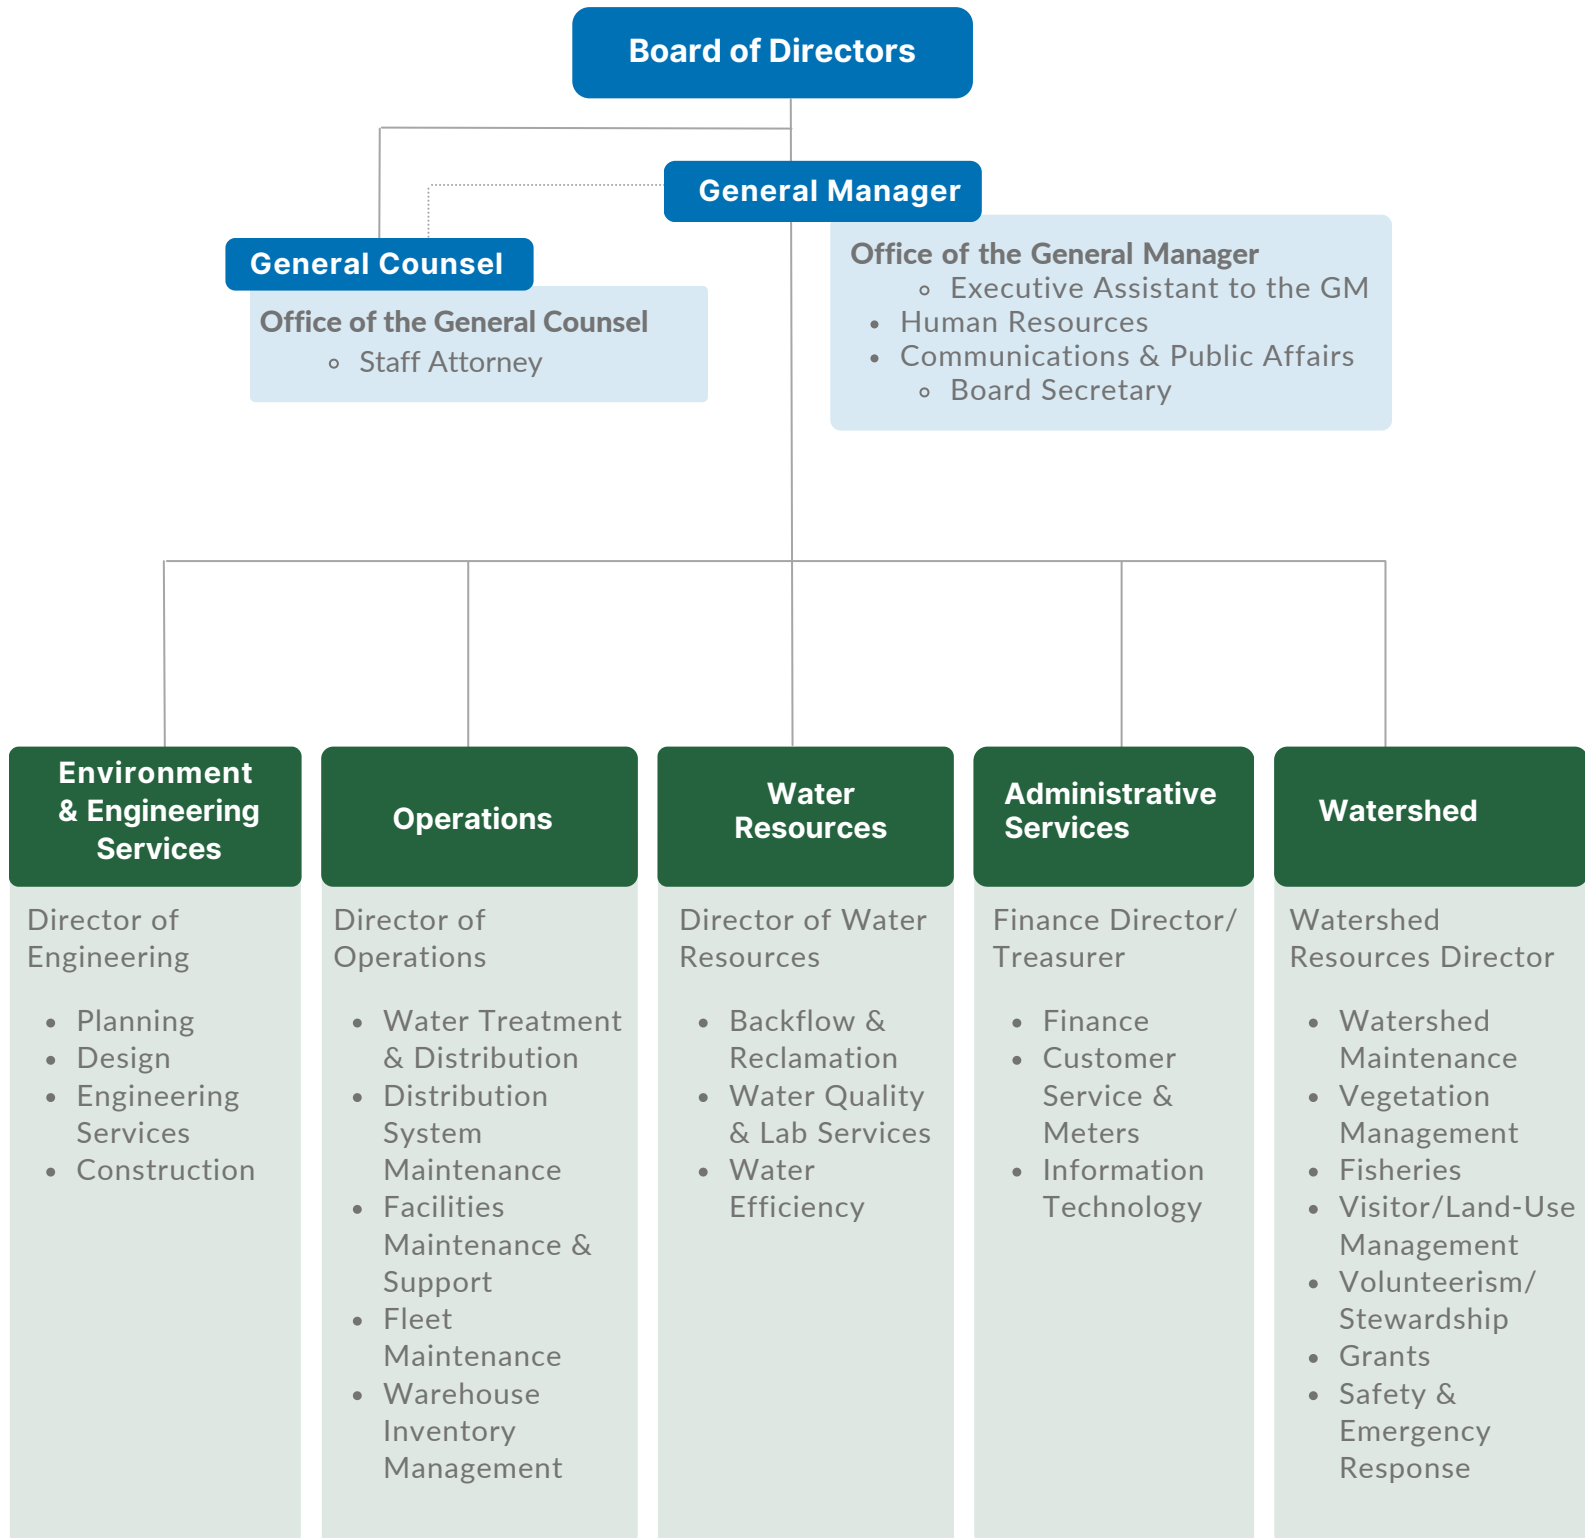 Board of Directors
General Manager
General Counsel
Office of the General Counsel
Staff Attorney
Office of the General Manager
Executive Assistant to the GM
Human Resources
Communications & Public Affairs
Board Secretary
Environment
& Engineering
Services
Director of
Engineering
Planning
Design
Engineering
Services
Construction
Operations
Director of
Operations
Water Treatment
& Distribution
Distribution
System
Maintenance
Facilities
Maintenance &
Support
Fleet
Maintenance
Warehouse
Inventory
Management
Water
Resources
Director of Water
Resources
Backflow &
Reclamation
Water Quality
& Lab Services
Water
Efficiency
Administrative
Services
Finance Director/
Treasurer
Finance
Customer
Service &
Meters
Information
Technology
Watershed
Watershed
Resources Director
Watershed
Maintenance
Vegetation
Management
Fisheries
Visitor/Land-Use
Management
Volunteerism/
Stewardship
Grants
Safety &
Emergency
Response